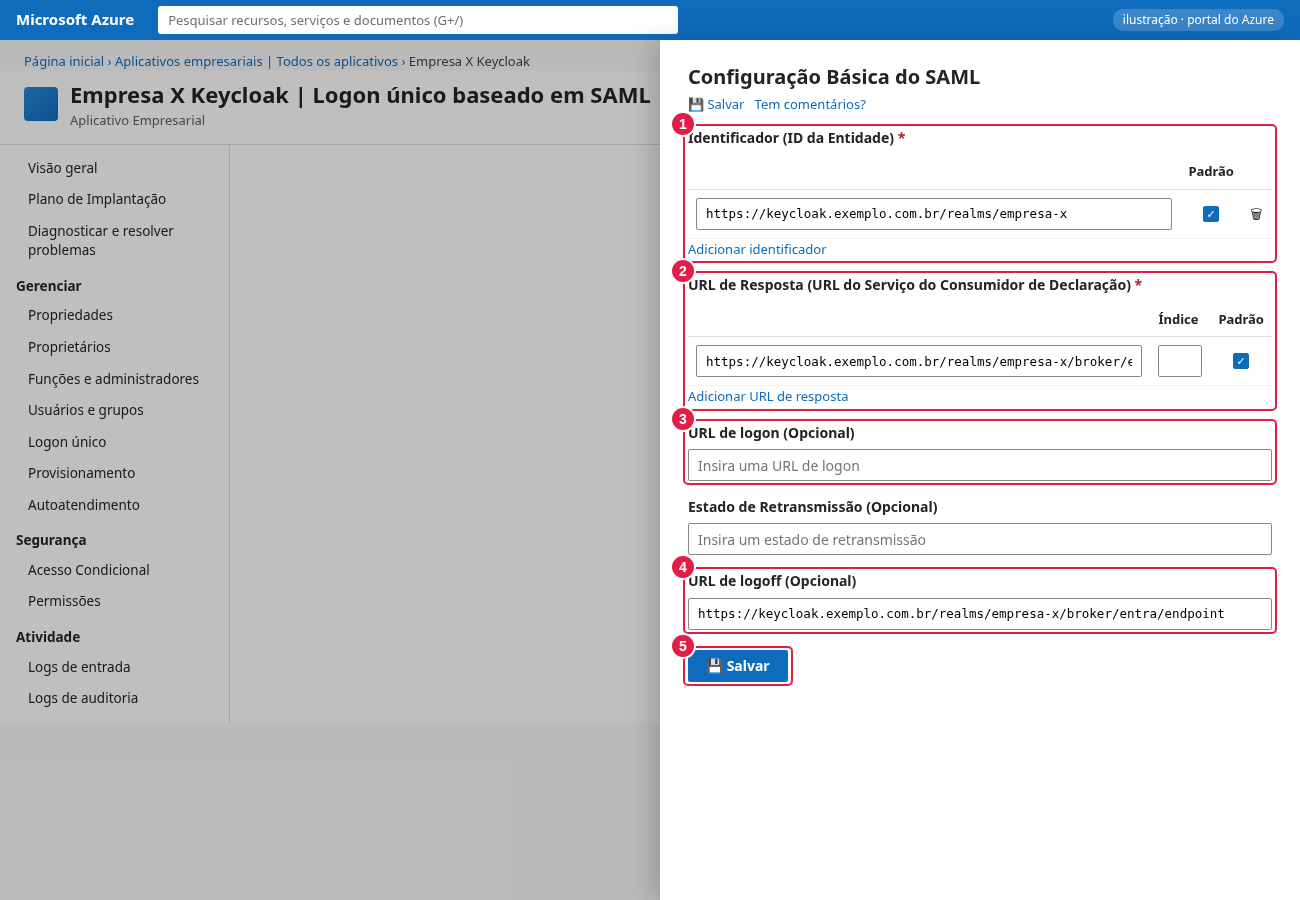 Microsoft Azure
Pesquisar recursos, serviços e documentos (G+/)
ilustração · portal do Azure
Página inicial › Aplicativos empresariais | Todos os aplicativos › Empresa X Keycloak
Empresa X Keycloak | Logon único baseado em SAML
Aplicativo Empresarial
Visão geral
Plano de Implantação
Diagnosticar e resolver
problemas
Gerenciar
Propriedades
Proprietários
Funções e administradores
Usuários e grupos
Logon único
Provisionamento
Autoatendimento
Segurança
Acesso Condicional
Permissões
Atividade
Logs de entrada
Logs de auditoria
Configuração Básica do SAML
💾 Salvar Tem comentários?
1
Identificador (ID da Entidade) *
Padrão
https://keycloak.exemplo.com.br/realms/empresa-x
Adicionar identificador
2
URL de Resposta (URL do Serviço do Consumidor de Declaração) *
Índice Padrão
https://keycloak.exemplo.com.br/realms/empresa-x/broker/e
Adicionar URL de resposta
3
URL de logon (Opcional)
Insira uma URL de logon
Estado de Retransmissão (Opcional)
Insira um estado de retransmissão
4
URL de logoff (Opcional)
https://keycloak.exemplo.com.br/realms/empresa-x/broker/entra/endpoint
5
💾 Salvar